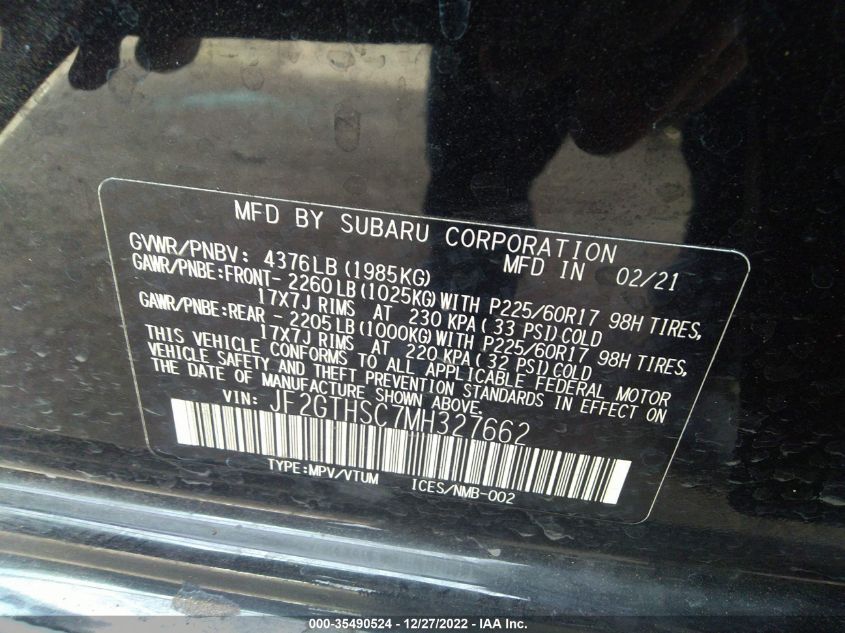 MFD BY SUBARU CORPORATION
GVWR/PNBV: 4376LB(1985KG) MFD IN 02/21
GAWR/PNBE:FRONT-2260LB(1025KG)WITH P225/60R17 98H TIRES,
17X7J RIMS AT 230 KPA(33 PSI)COLD
GAWR/PNBE:REAR -2205LB(1000KG)WITH P225/60R17 98H TIRES,
17X7J RIMS AT 220 KPA(32 PSI)COLD
THIS VEHICLE CONFORMS TO ALL APPLICABLE FEDERAL MOTOR
VEHICLE SAFETY AND THEFT PREVENTION STANDARDS IN EFFECT ON
THE DATE OF MANUFACTURE SHOWN ABOVE.
VIN: JF2GTHSC7MH327662
TYPE:MPV/VTUM ICES/NMB-002
000-35490524 - 12/27/2022 - IAA Inc.